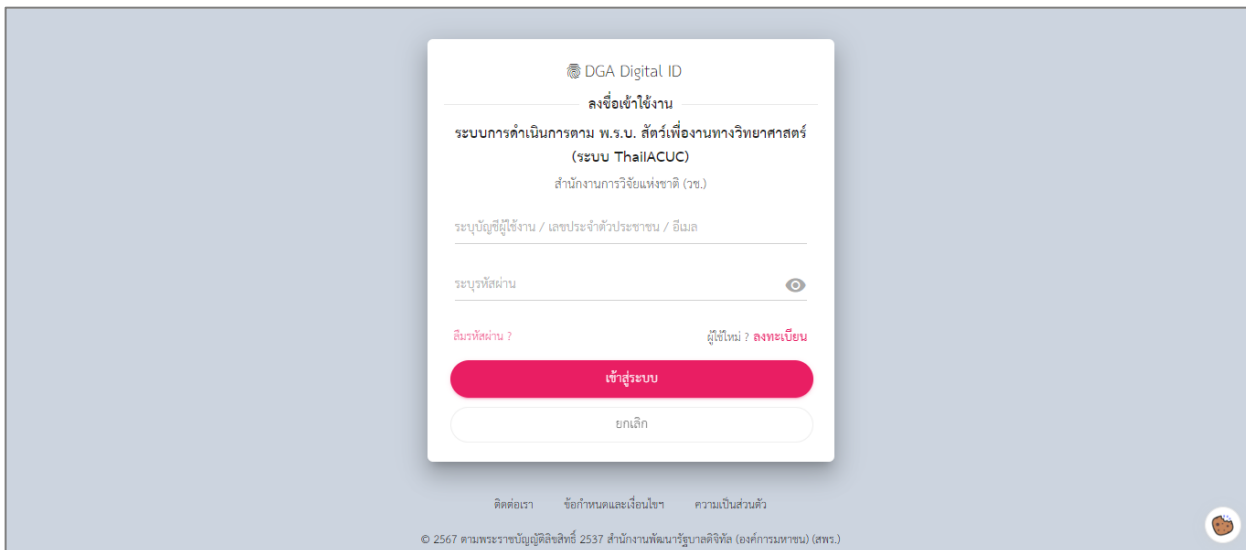 DGA Digital ID
ลงชื่อเข้าใช้งาน
ระบบการดำเนินการตาม พ.ร.บ. สัตว์เพื่องานทางวิทยาศาสตร์
(ระบบ ThaiIACUC)
สำนักงานการวิจัยแห่งชาติ (วช.)
ระบุบัญชีผู้ใช้งาน / เลขประจำตัวประชาชน / อีเมล
ระบุรหัสผ่าน
ลืมรหัสผ่าน ? ผู้ใช้ใหม่ ? ลงทะเบียน
เข้าสู่ระบบ
ยกเลิก
ติดต่อเรา ข้อกำหนดและเงื่อนไขฯ ความเป็นส่วนตัว
© 2567 ตามพระราชบัญญัติลิขสิทธิ์ 2537 สำนักงานพัฒนารัฐบาลดิจิทัล (องค์การมหาชน) (สพร.)